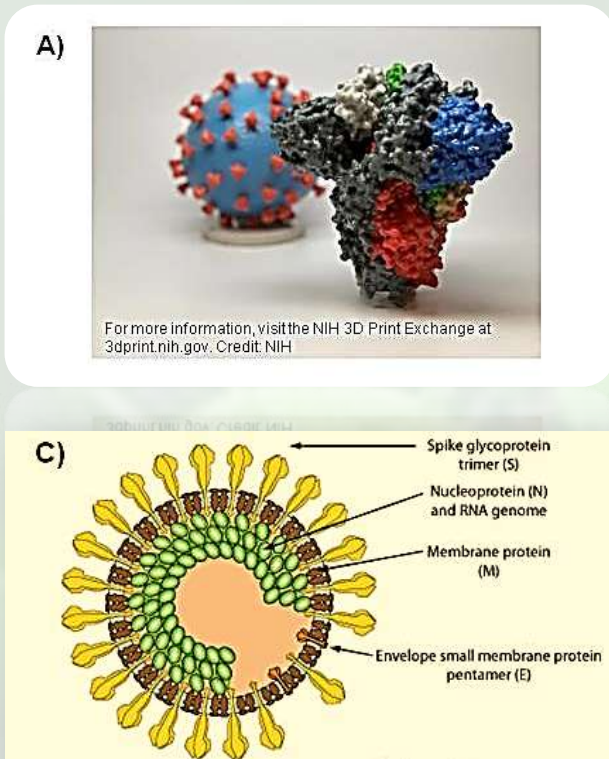 A)
For more information, visit the NIH 3D Print Exchange at
3dprint.nih.gov. Credit: NIH
C)
Spike glycoprotein
trimer (S)
Nucleoprotein (N)
and RNA genome
Membrane protein
(M)
Envelope small membrane protein
pentamer (E)